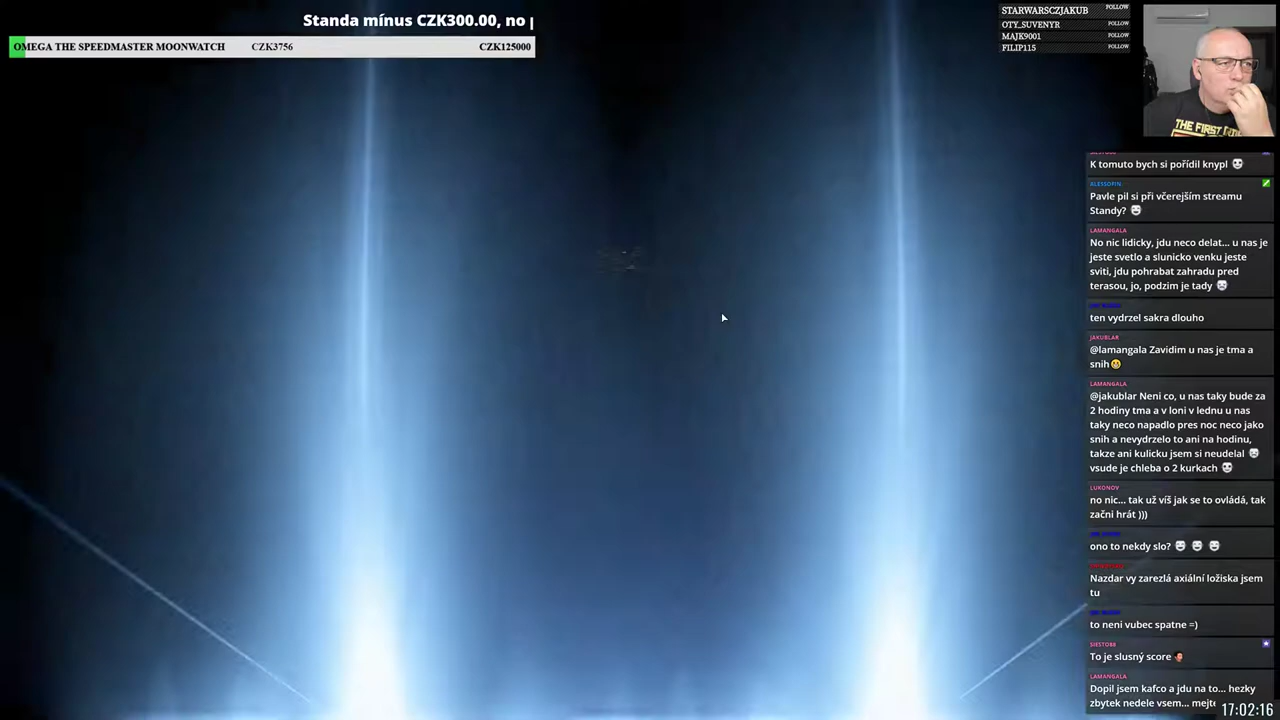 Standa mínus CZK300.00, no
OMEGA THE SPEEDMASTER MOONWATCH CZK3756 CZK125000
STARWARSCZJAKUB FOLLOW
OTY_SUVENYR FOLLOW
MAJK9001 FOLLOW
FILIP115 FOLLOW
THE FIRST
K tomuto bych si pořídil knypl
ALESSOFIN
Pavle pil si při včerejším streamu
Standy?
LAMANGALA
No nic lidicky, jdu neco delat... u nas je
jeste svetlo a slunicko venku jeste
sviti, jdu pohrabat zahradu pred
terasou, jo, podzim je tady
ten vydrzel sakra dlouho
JAKUBLAR
@lamangala Zavidim u nas je tma a
snih
LAMANGALA
@jakublar Neni co, u nas taky bude za
2 hodiny tma a v loni v lednu u nas
taky neco napadlo pres noc neco jako
snih a nevydrzelo to ani na hodinu,
takze ani kulicku jsem si neudelal
vsude je chleba o 2 kurkach
LUKONOV
no nic... tak už víš jak se to ovládá, tak
začni hrát )))
ono to nekdy slo?
Nazdar vy zarezlá axiální ložiska jsem
tu
to neni vubec spatne =)
SIESTO88
To je slusný score
LAMANGALA
Dopil jsem kafco a jdu na to... hezky
zbytek nedele vsem... mejte
17:02:16